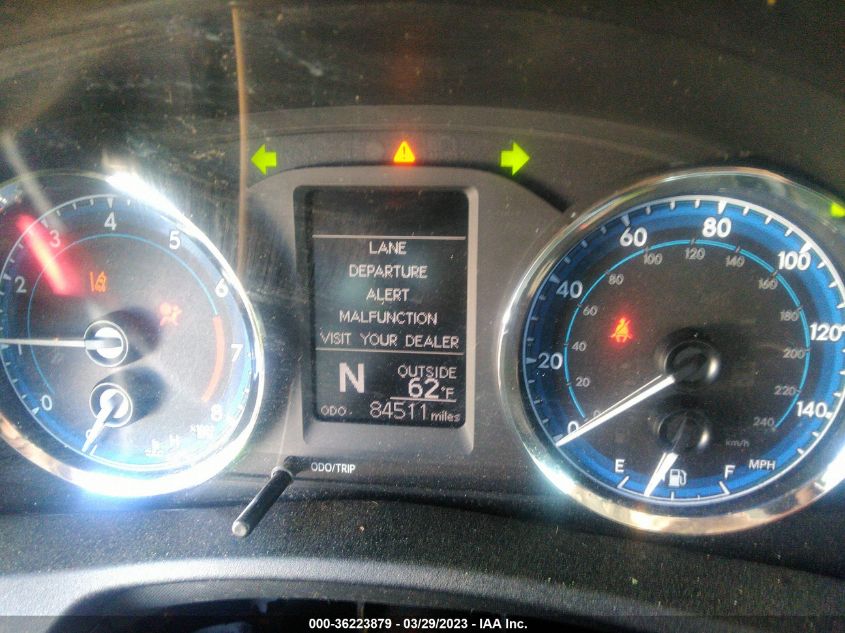 LANE
DEPARTURE
ALERT
MALFUNCTION
VISIT YOUR DEALER
N OUTSIDE
62°F
ODO 84511 miles
ODO/TRIP
0
1
2
3
4
5
6
7
8
H
0
20
40
60
80
100
120
140
MPH
0
20
40
60
80
100
120
140
160
180
200
220
240
km/h
E F
000-36223879 - 03/29/2023 - IAA Inc.